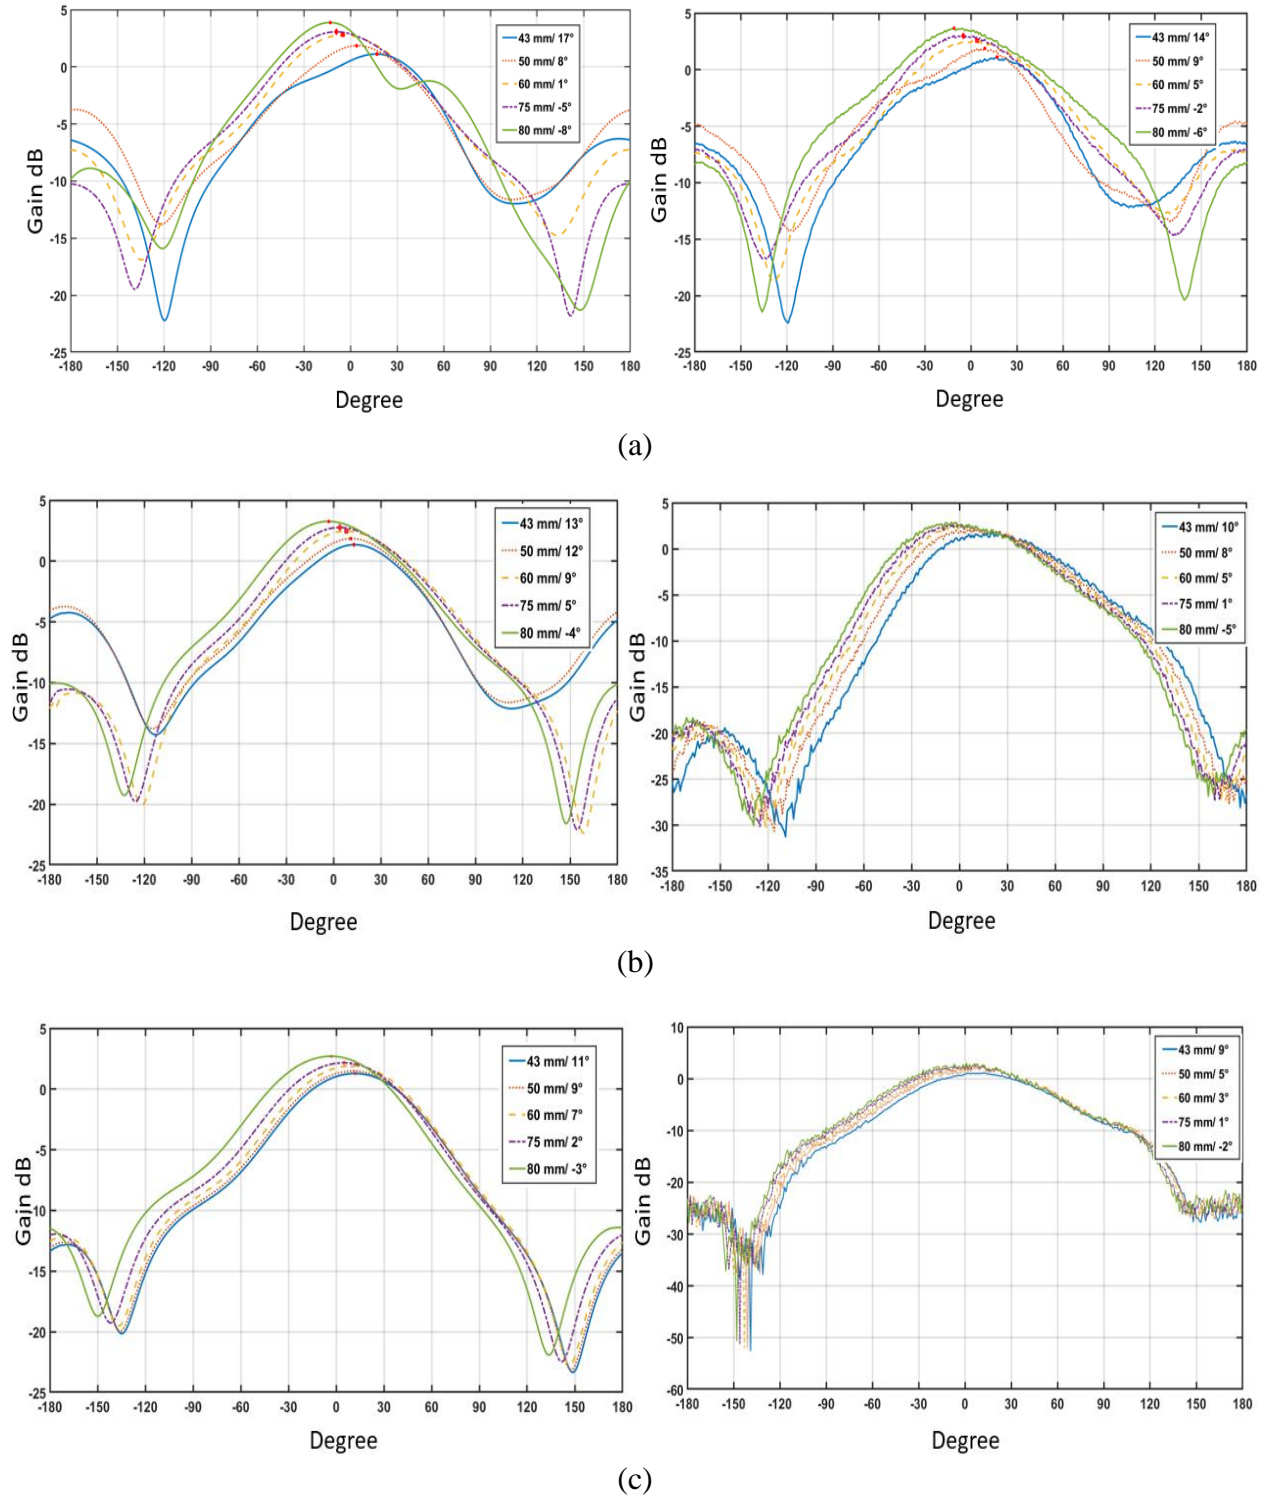 5
0
-5
-10
-15
-20
-25
-180 -150 -120 -90 -60 -30 0 30 60 90 120 150 180
Gain dB
Degree
43 mm/ 17°
50 mm/ 8°
60 mm/ 1°
75 mm/ -5°
80 mm/ -8°
5
0
-5
-10
-15
-20
-25
-180 -150 -120 -90 -60 -30 0 30 60 90 120 150 180
Gain dB
Degree
43 mm/ 14°
50 mm/ 9°
60 mm/ 5°
75 mm/ -2°
80 mm/ -6°
(a)
5
0
-5
-10
-15
-20
-25
-180 -150 -120 -90 -60 -30 0 30 60 90 120 150 180
Gain dB
Degree
43 mm/ 13°
50 mm/ 12°
60 mm/ 9°
75 mm/ 5°
80 mm/ -4°
5
0
-5
-10
-15
-20
-25
-30
-35
-180 -150 -120 -90 -60 -30 0 30 60 90 120 150 180
Gain dB
Degree
43 mm/ 10°
50 mm/ 8°
60 mm/ 5°
75 mm/ 1°
80 mm/ -5°
(b)
5
0
-5
-10
-15
-20
-25
-180 -150 -120 -90 -60 -30 0 30 60 90 120 150 180
Gain dB
Degree
43 mm/ 11°
50 mm/ 9°
60 mm/ 7°
75 mm/ 2°
80 mm/ -3°
10
0
-10
-20
-30
-40
-50
-60
-180 -150 -120 -90 -60 -30 0 30 60 90 120 150 180
Gain dB
Degree
43 mm/ 9°
50 mm/ 5°
60 mm/ 3°
75 mm/ 1°
80 mm/ -2°
(c)